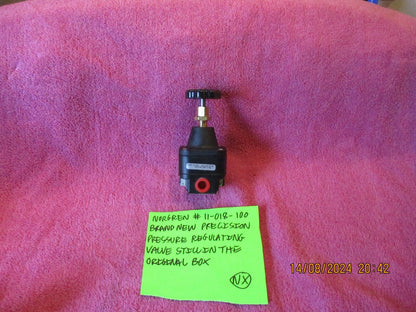 NORGREN # 11-018-100
BRAND NEW PRECISION
PRESSURE REGULATING
VALVE STILL IN THE
ORIGINAL BOX
NX
14/08/2024 20:42